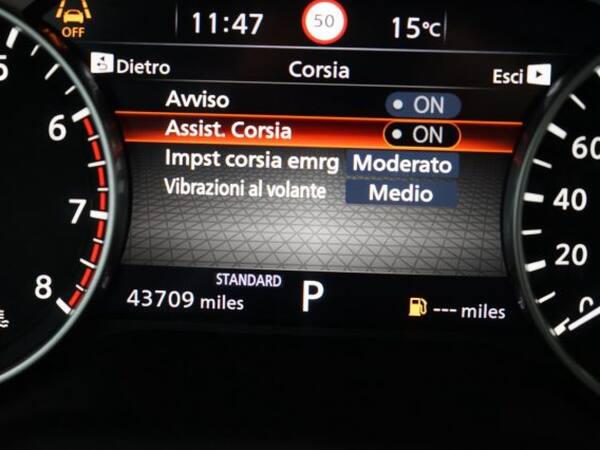 OFF
11:47
50
15°C
Dietro
Corsia
Esci
Avviso
ON
Assist. Corsia
ON
Impst corsia emrg
Moderato
Vibrazioni al volante
Medio
6
7
8
60
40
20
0
STANDARD
43709 miles
P
--- miles